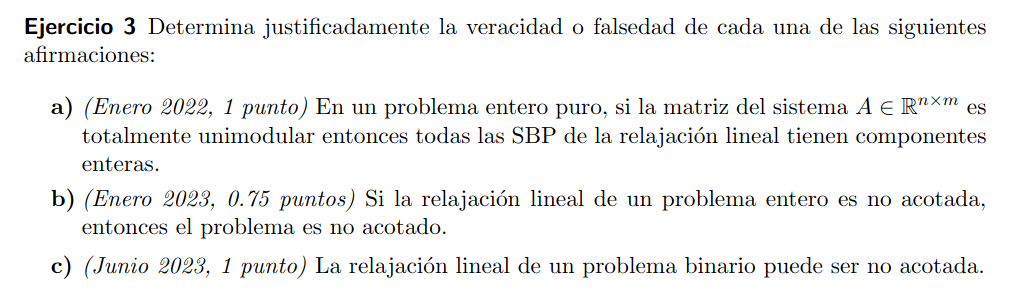 Ejercicio 3 Determina justificadamente la veracidad o falsedad de cada una de las siguientes
afirmaciones:
a) (Enero 2022, 1 punto) En un problema entero puro, si la matriz del sistema A ∈ ℝⁿˣᵐ es
totalmente unimodular entonces todas las SBP de la relajación lineal tienen componentes
enteras.
b) (Enero 2023, 0.75 puntos) Si la relajación lineal de un problema entero es no acotada,
entonces el problema es no acotado.
c) (Junio 2023, 1 punto) La relajación lineal de un problema binario puede ser no acotada.